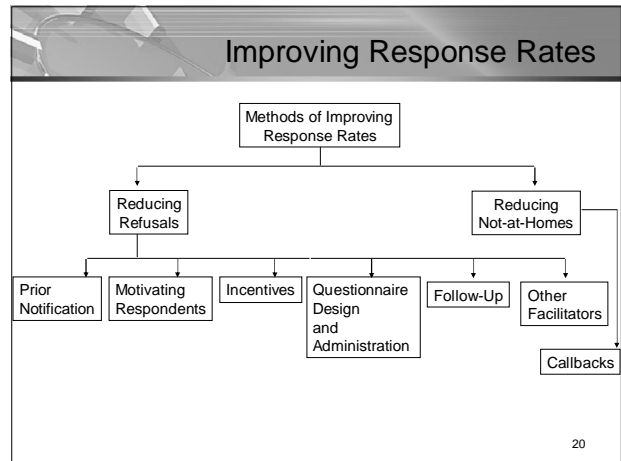 Improving Response Rates
Methods of Improving
Response Rates
Reducing
Refusals
Reducing
Not-at-Homes
Prior
Notification
Motivating
Respondents
Incentives
Questionnaire
Design
and
Administration
Follow-Up
Other
Facilitators
Callbacks
20